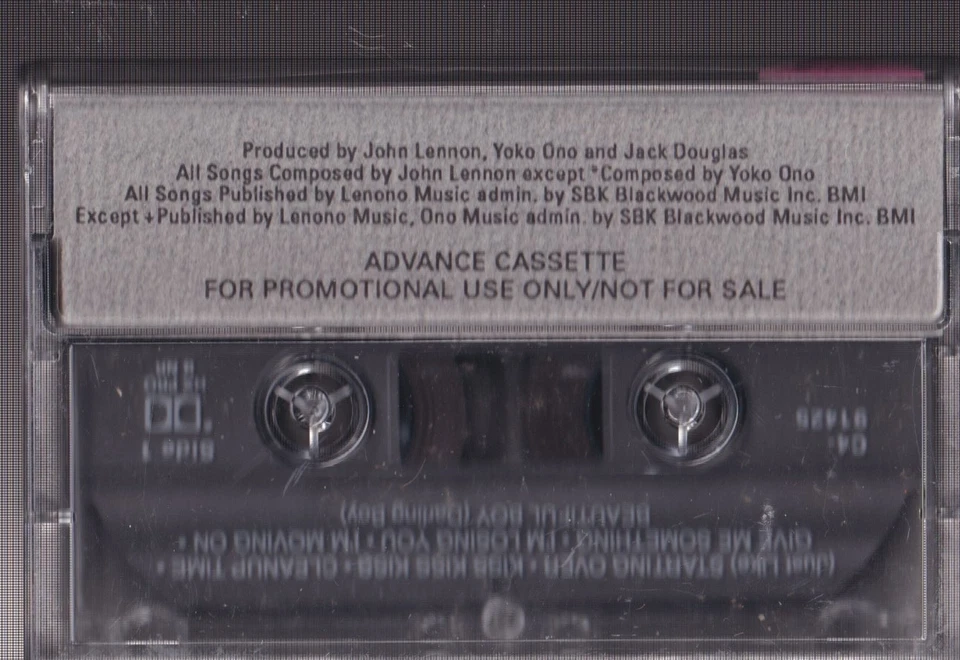 Produced by John Lennon, Yoko Ono and Jack Douglas
All Songs Composed by John Lennon except *Composed by Yoko Ono
All Songs Published by Lenono Music admin. by SBK Blackwood Music Inc. BMI
Except +Published by Lenono Music, Ono Music admin. by SBK Blackwood Music Inc. BMI
ADVANCE CASSETTE
FOR PROMOTIONAL USE ONLY/NOT FOR SALE
(Just Like) STARTING OVER • KISS KISS KISS • CLEANUP TIME •
GIVE ME SOMETHING • I'M LOSING YOU • I'M MOVING ON •
BEAUTIFUL BOY (Darling Boy)
C4-
91425
Side 1